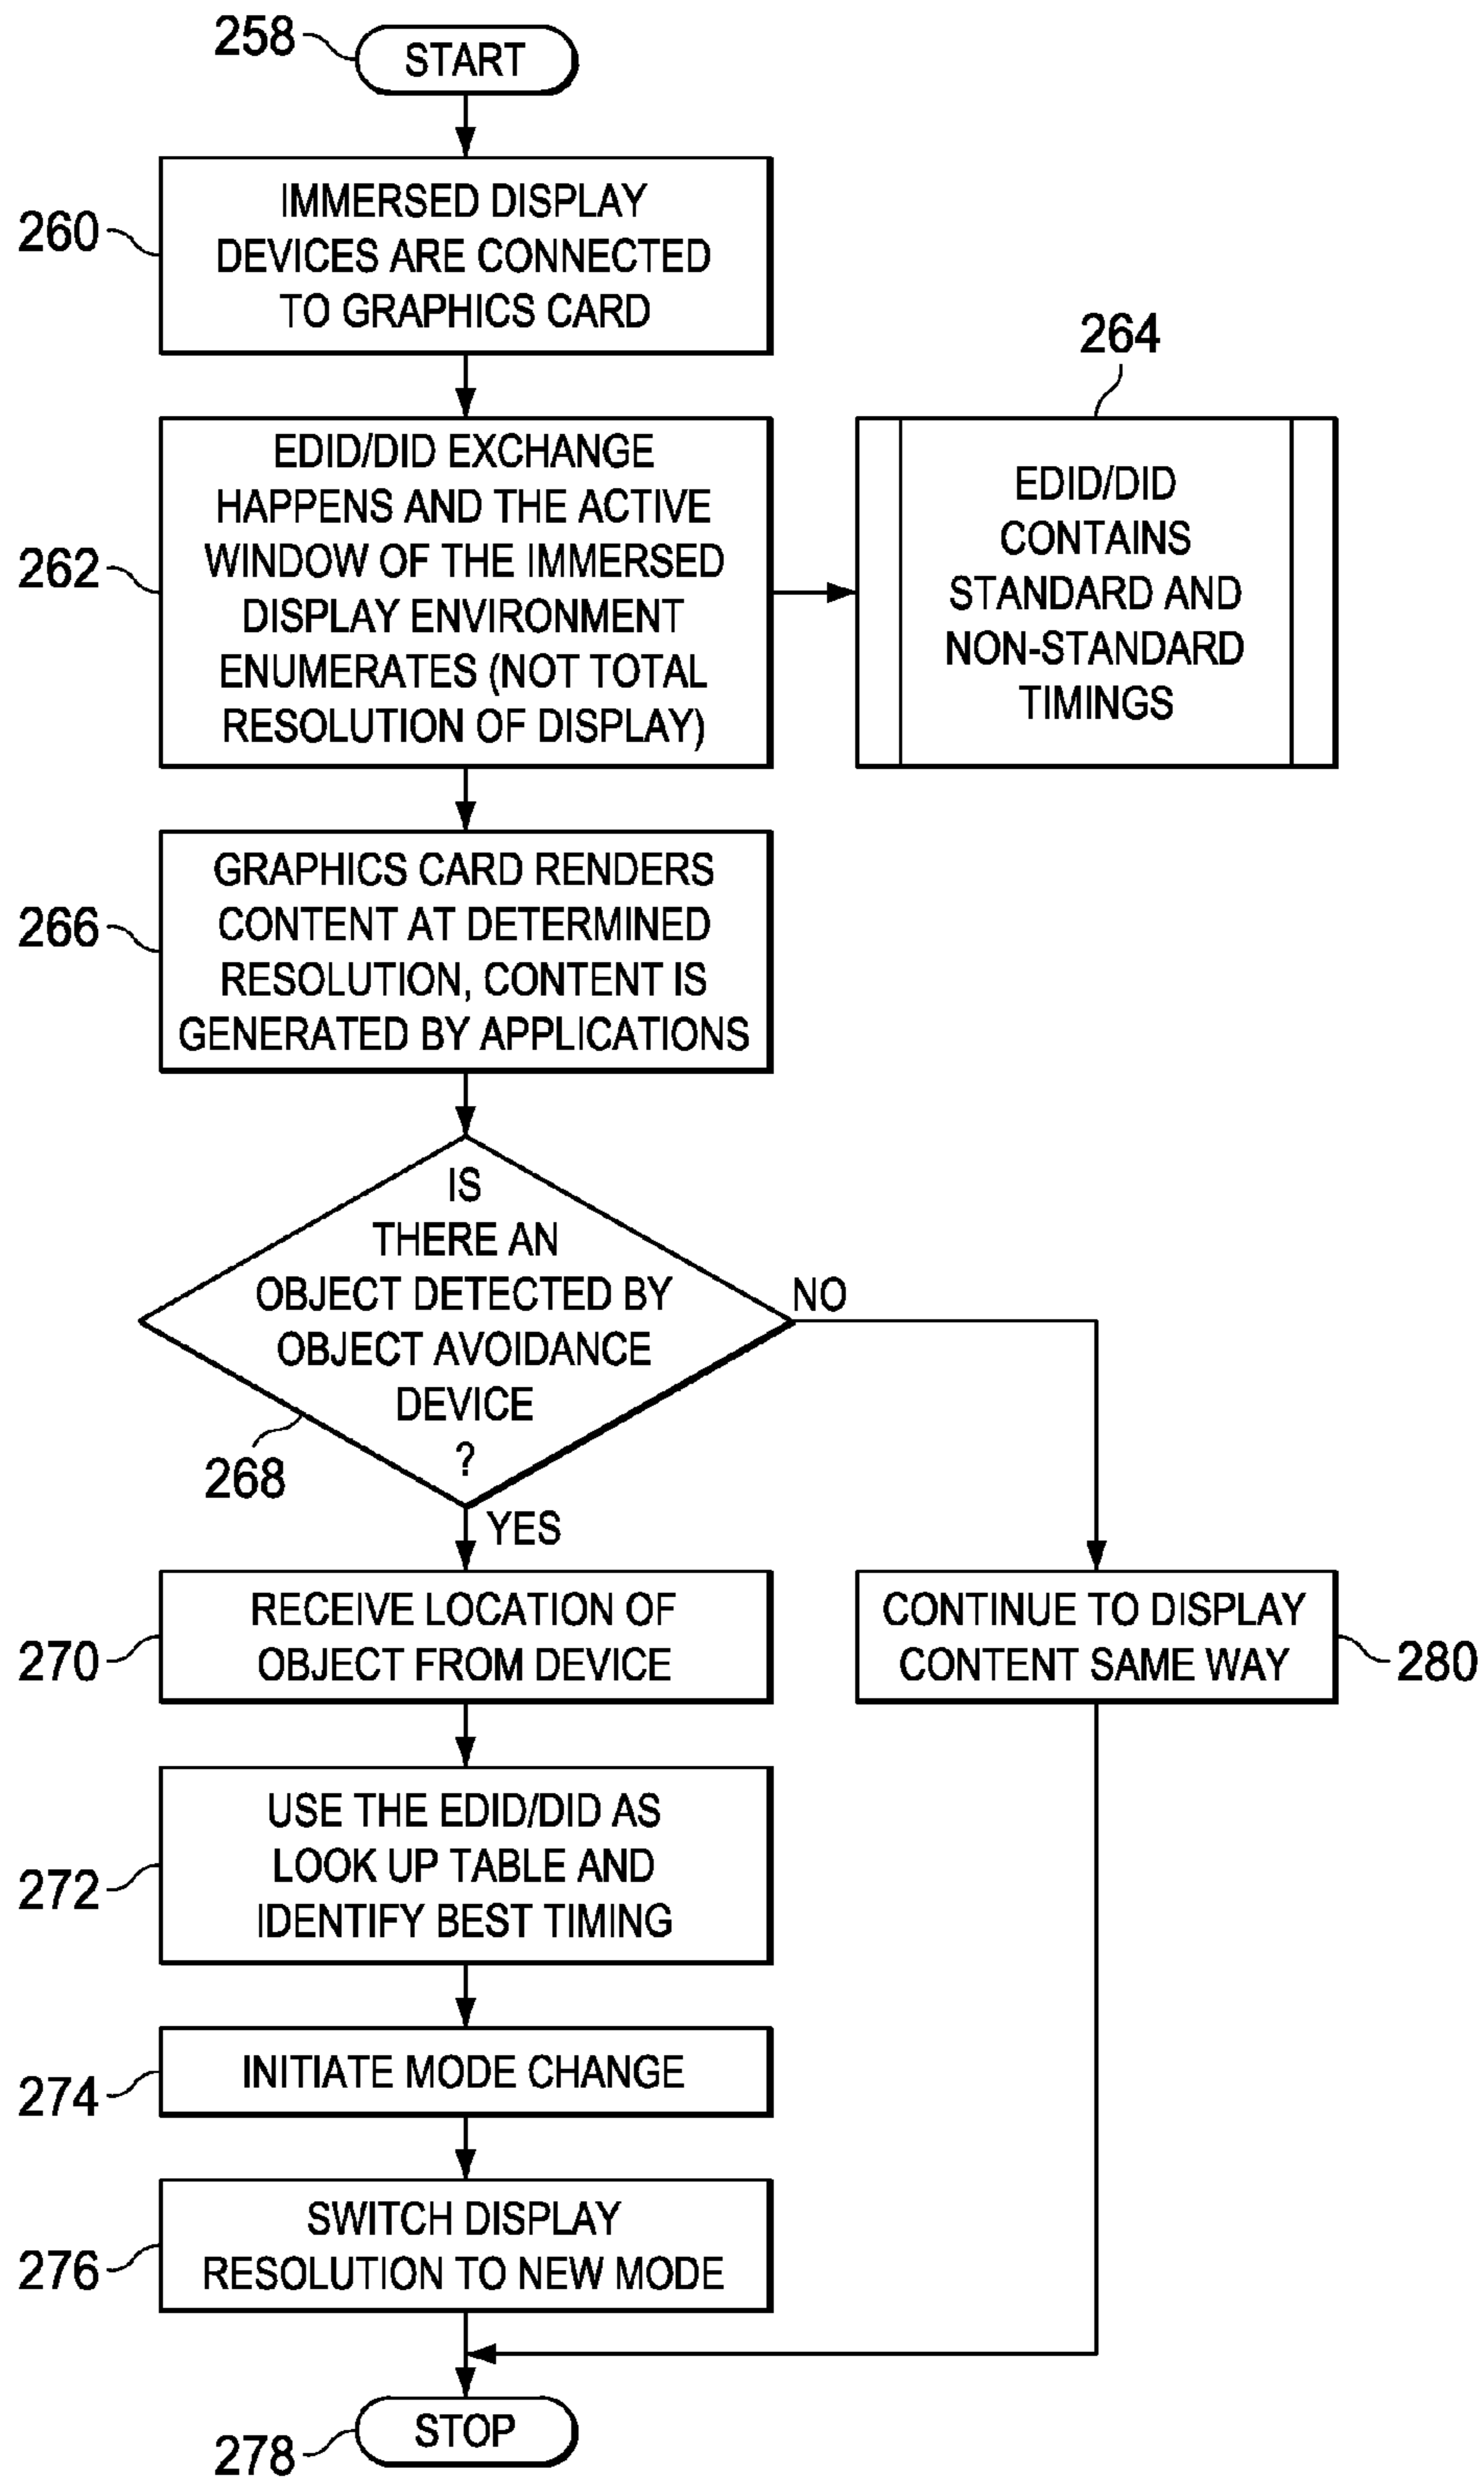 258
START
260
IMMERSED DISPLAY
DEVICES ARE CONNECTED
TO GRAPHICS CARD
262
EDID/DID EXCHANGE
HAPPENS AND THE ACTIVE
WINDOW OF THE IMMERSED
DISPLAY ENVIRONMENT
ENUMERATES (NOT TOTAL
RESOLUTION OF DISPLAY)
264
EDID/DID
CONTAINS
STANDARD AND
NON-STANDARD
TIMINGS
266
GRAPHICS CARD RENDERS
CONTENT AT DETERMINED
RESOLUTION, CONTENT IS
GENERATED BY APPLICATIONS
IS
THERE AN
OBJECT DETECTED BY
OBJECT AVOIDANCE
DEVICE
?
268
NO
YES
270
RECEIVE LOCATION OF
OBJECT FROM DEVICE
CONTINUE TO DISPLAY
CONTENT SAME WAY
280
272
USE THE EDID/DID AS
LOOK UP TABLE AND
IDENTIFY BEST TIMING
274
INITIATE MODE CHANGE
276
SWITCH DISPLAY
RESOLUTION TO NEW MODE
278
STOP